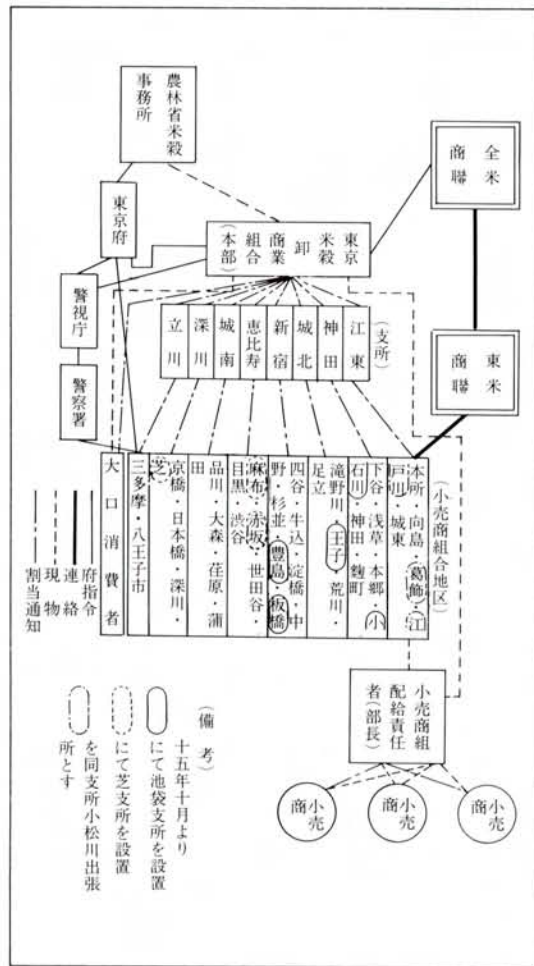 農林省米穀
事務所
全米
商聯
東京府
東京
米穀
卸
商業
組合
(本部)
警視庁
警察署
東米
商聯
(支所)
江東
神田
城北
新宿
恵比寿
城南
深川
立川
(小売商組合地区)
本所・向島・葛飾・江
戸川・城東
下谷・浅草・本郷・小
石川・神田・麹町
滝野川・王子・荒川・
足立
四谷・牛込・淀橋・中
野・杉並・豊島・板橋
麻布・赤坂・世田谷・
目黒・渋谷
品川・大森・荏原・蒲
田
京橋・日本橋・深川・
芝
三多摩・八王子市
大口消費者
小売商組
配給責任
者(部長)
小売
商
小売
商
小売
商
府指令
連絡
現物
割当通知
(備考)
十五年十月より
にて池袋支所を設置
にて芝支所を設置
を同支所小松川出張
所とす